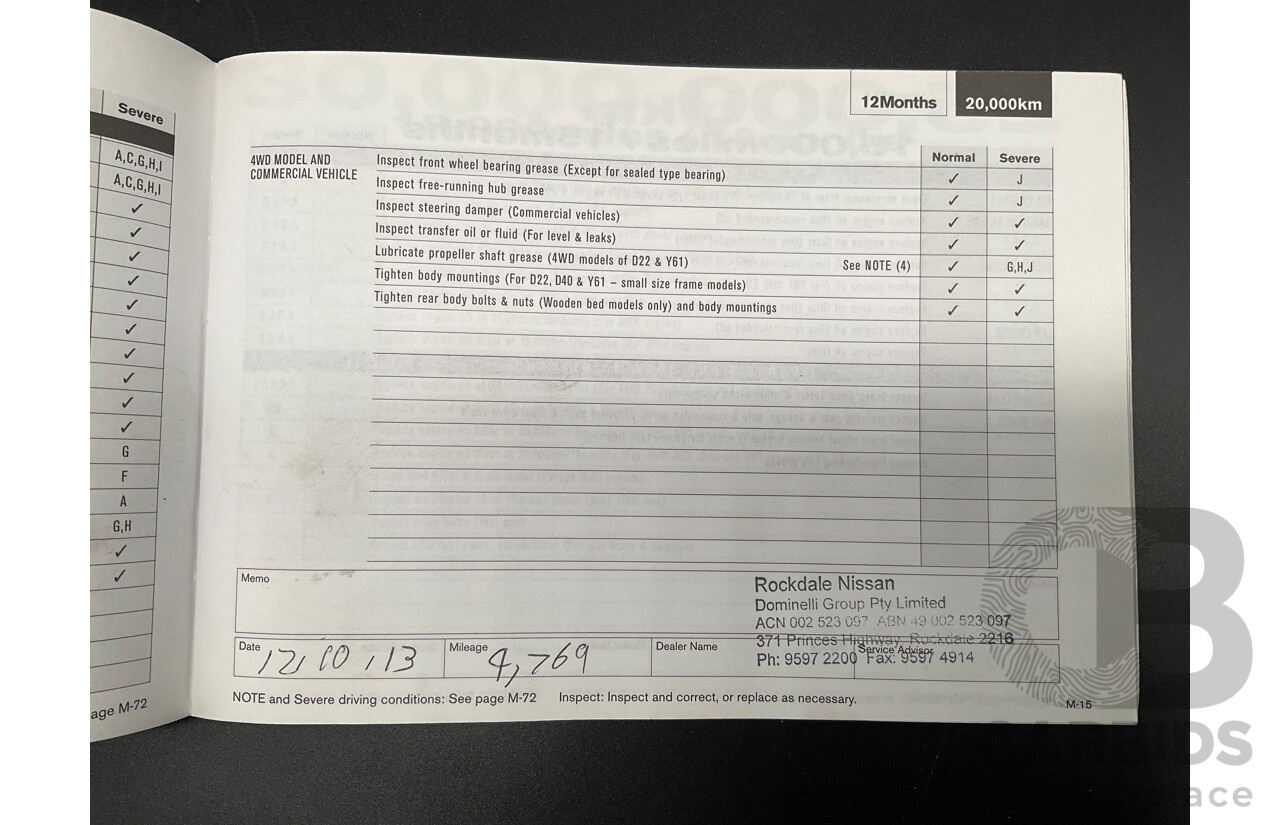 Severe
A,C,G,H,I
A,C,G,H,I
✓
✓
✓
✓
✓
✓
✓
✓
✓
✓
G
F
A
G,H
✓
✓
age M-72
12Months 20,000km
Normal Severe
4WD MODEL AND COMMERCIAL VEHICLE
Inspect front wheel bearing grease (Except for sealed type bearing) ✓ J
Inspect free-running hub grease ✓ J
Inspect steering damper (Commercial vehicles) ✓ ✓
Inspect transfer oil or fluid (For level & leaks) ✓ ✓
Lubricate propeller shaft grease (4WD models of D22 & Y61) See NOTE (4) ✓ G,H,J
Tighten body mountings (For D22, D40 & Y61 – small size frame models) ✓ ✓
Tighten rear body bolts & nuts (Wooden bed models only) and body mountings ✓ ✓
Memo
Rockdale Nissan
Dominelli Group Pty Limited
ACN 002 523 097 ABN 49 002 523 097
371 Princes Highway, Rockdale 2216
Ph: 9597 2200 Fax: 9597 4914
Date 12, 10, 13 Mileage 4,769 Dealer Name Service Advisor
NOTE and Severe driving conditions: See page M-72 Inspect: Inspect and correct, or replace as necessary.
M-15